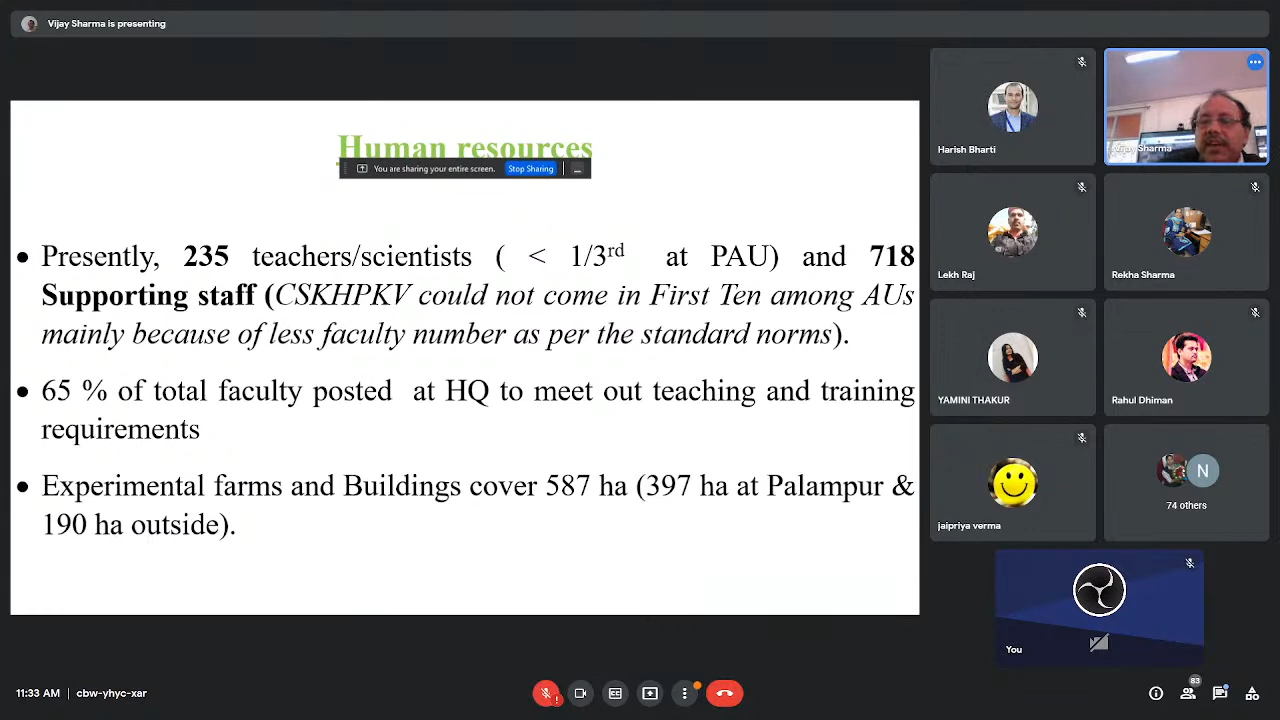 Vijay Sharma is presenting
Human resources
You are sharing your entire screen. Stop Sharing
• Presently, 235 teachers/scientists ( < 1/3rd at PAU) and 718
Supporting staff (CSKHPKV could not come in First Ten among AUs
mainly because of less faculty number as per the standard norms).
• 65 % of total faculty posted at HQ to meet out teaching and training
requirements
• Experimental farms and Buildings cover 587 ha (397 ha at Palampur &
190 ha outside).
Harish Bharti
Vijay Sharma
Lekh Raj
Rekha Sharma
YAMINI THAKUR
Rahul Dhiman
jaipriya verma
N
74 others
You
11:33 AM | cbw-yhyc-xar
83